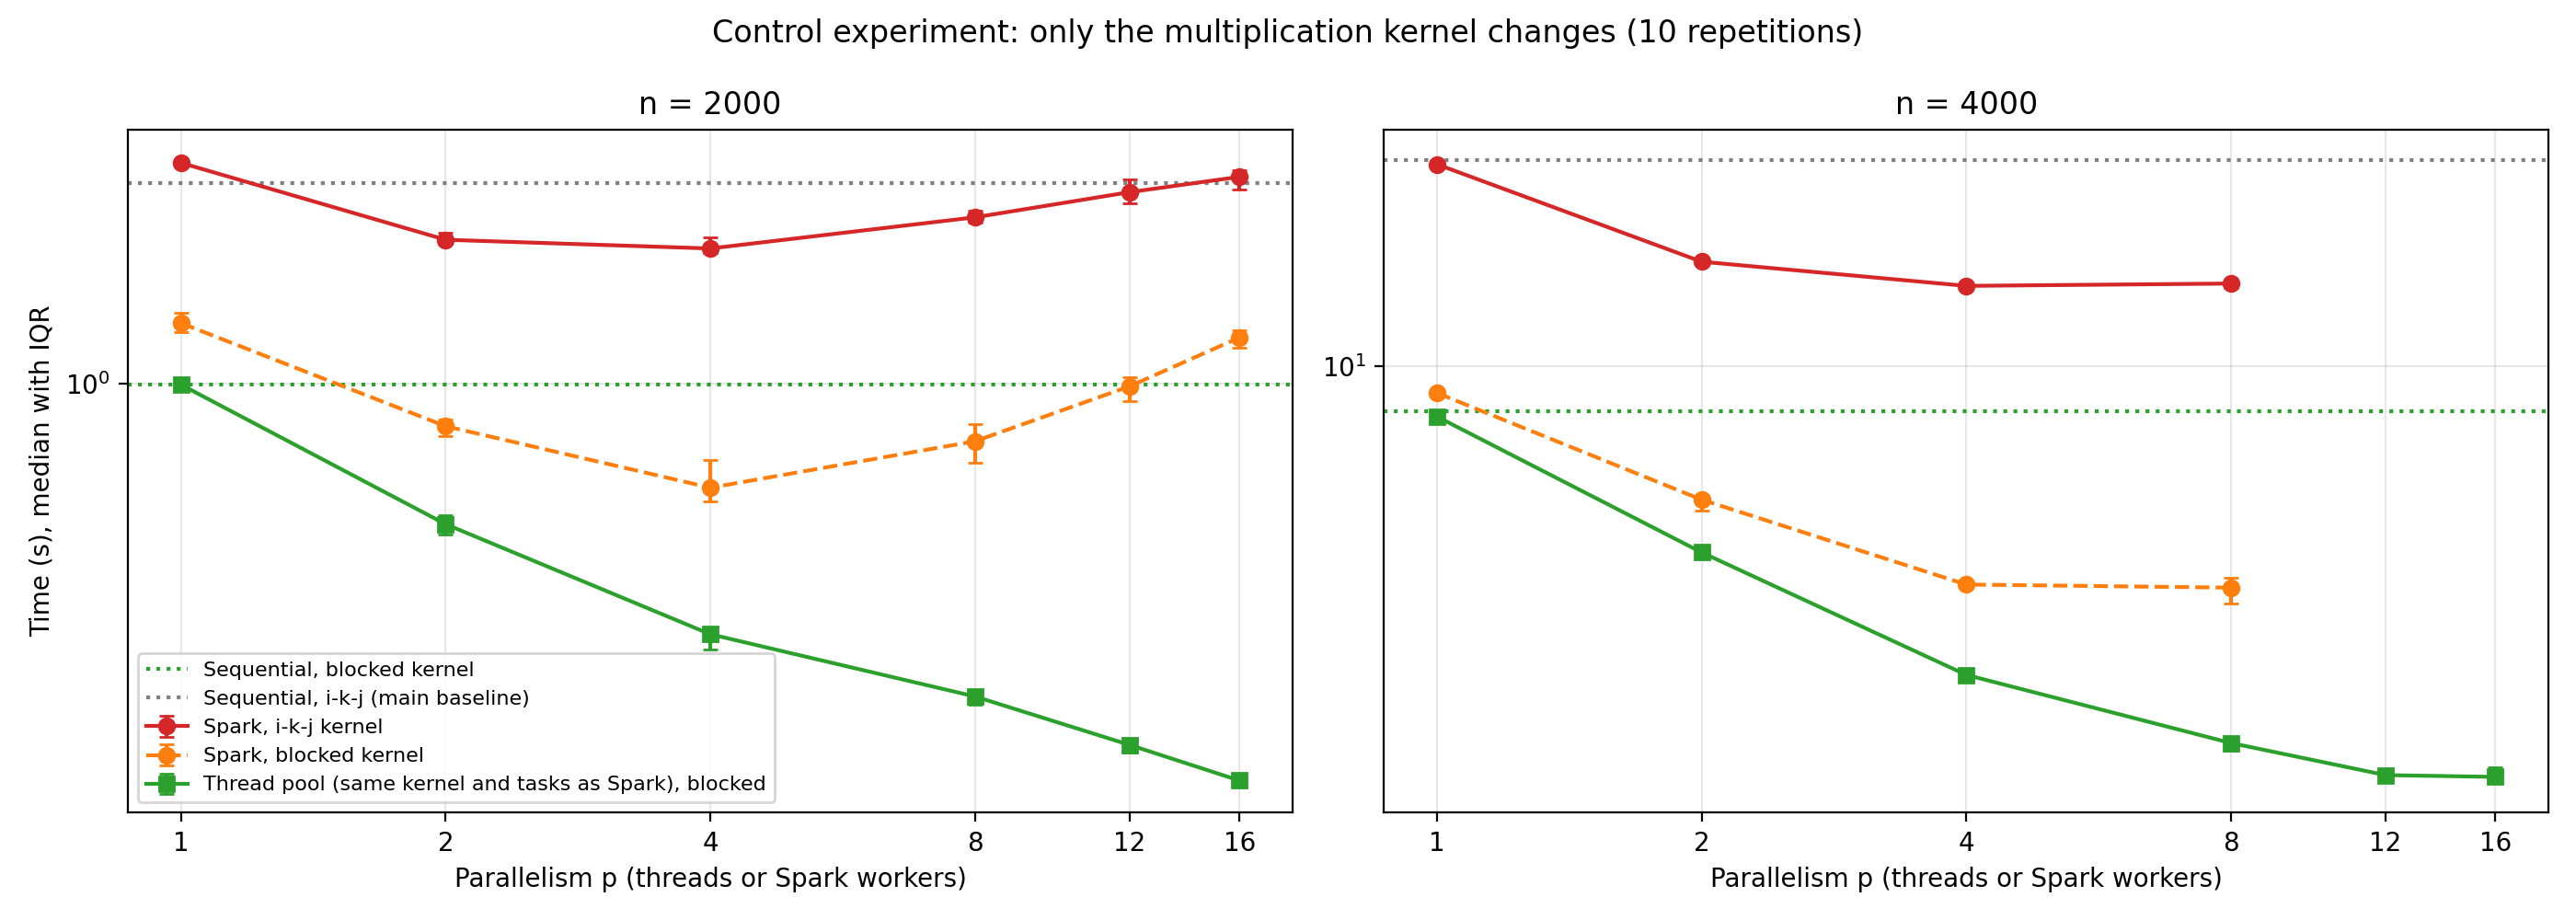 Control experiment: only the multiplication kernel changes (10 repetitions)
n = 2000
Time (s), median with IQR
10⁰
Sequential, blocked kernel
Sequential, i-k-j (main baseline)
Spark, i-k-j kernel
Spark, blocked kernel
Thread pool (same kernel and tasks as Spark), blocked
1 2 4 8 12 16
Parallelism p (threads or Spark workers)
n = 4000
10¹
1 2 4 8 12 16
Parallelism p (threads or Spark workers)